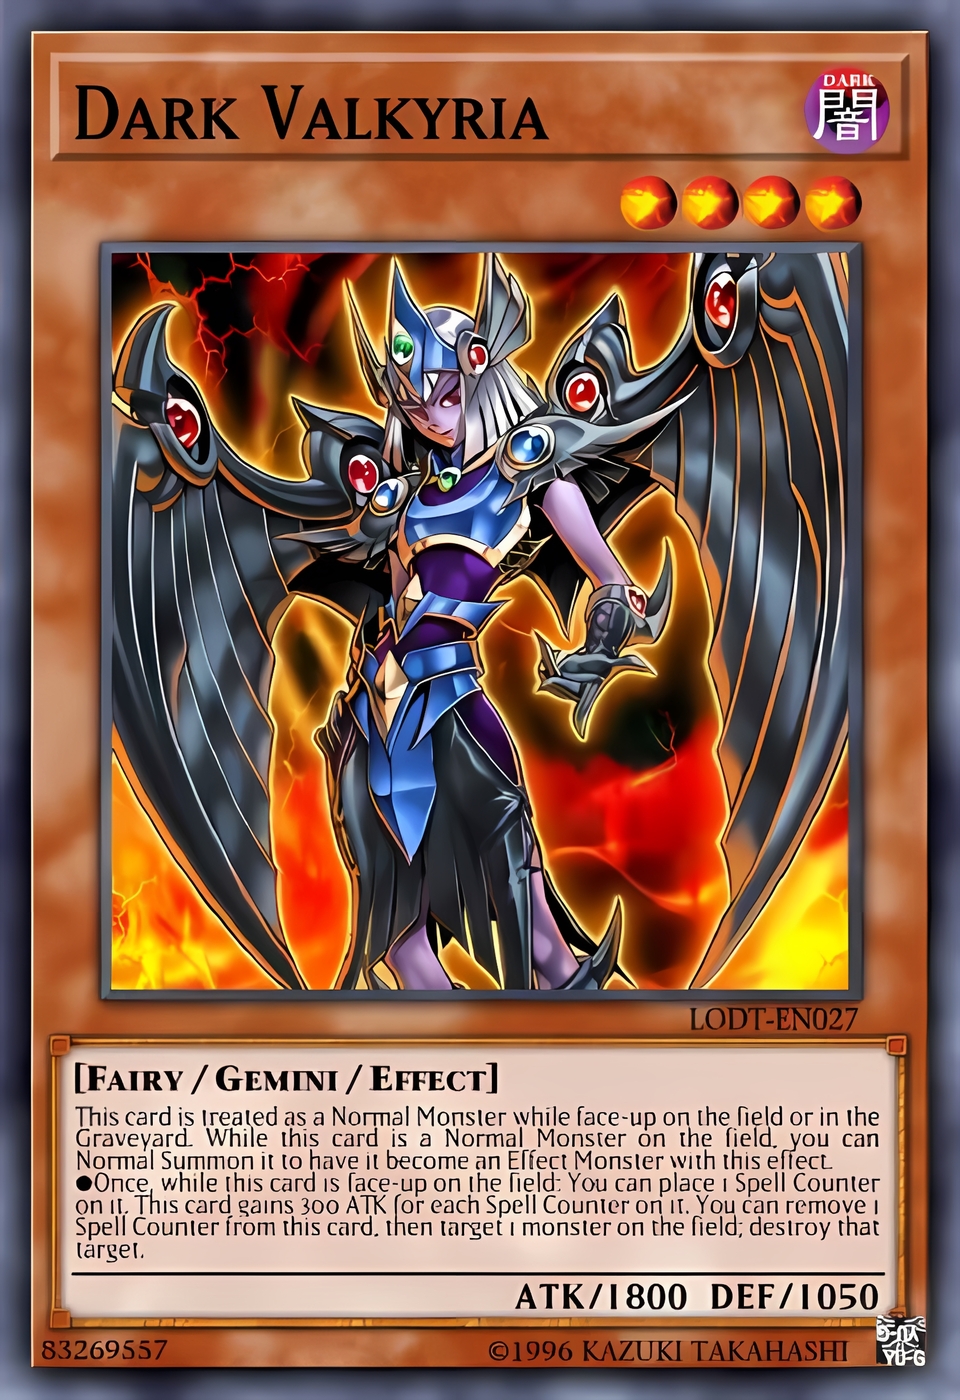 DARK VALKYRIA
DARK
闇
LODT-EN027
[FAIRY / GEMINI / EFFECT]
This card is treated as a Normal Monster while face-up on the field or in the
Graveyard. While this card is a Normal Monster on the field, you can
Normal Summon it to have it become an Effect Monster with this effect.
●Once, while this card is face-up on the field: You can place 1 Spell Counter
on it. This card gains 300 ATK for each Spell Counter on it. You can remove 1
Spell Counter from this card, then target 1 monster on the field; destroy that
target.
ATK/1800 DEF/1050
83269557
©1996 KAZUKI TAKAHASHI